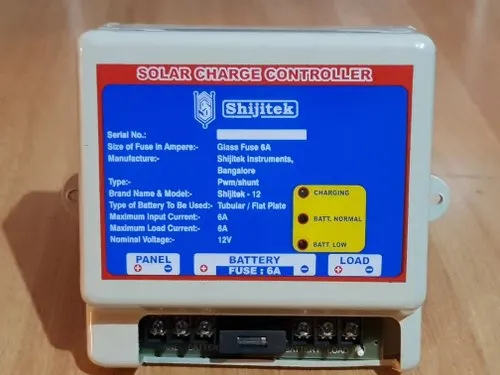 SOLAR CHARGE CONTROLLER
Shijitek
Serial No.:
Size of Fuse in Ampere:- Glass Fuse 6A
Manufacture:- Shijitek Instruments,
Bangalore
Type:- Pwm/shunt
Brand Name & Model:- Shijitek - 12
Type of Battery To Be Used:- Tubular / Flat Plate
Maximum Input Current:- 6A
Maximum Load Current:- 6A
Nominal Voltage:- 12V
CHARGING
BATT. NORMAL
BATT. LOW
PANEL BATTERY LOAD
+ - + FUSE : 6A - + -
LOAD